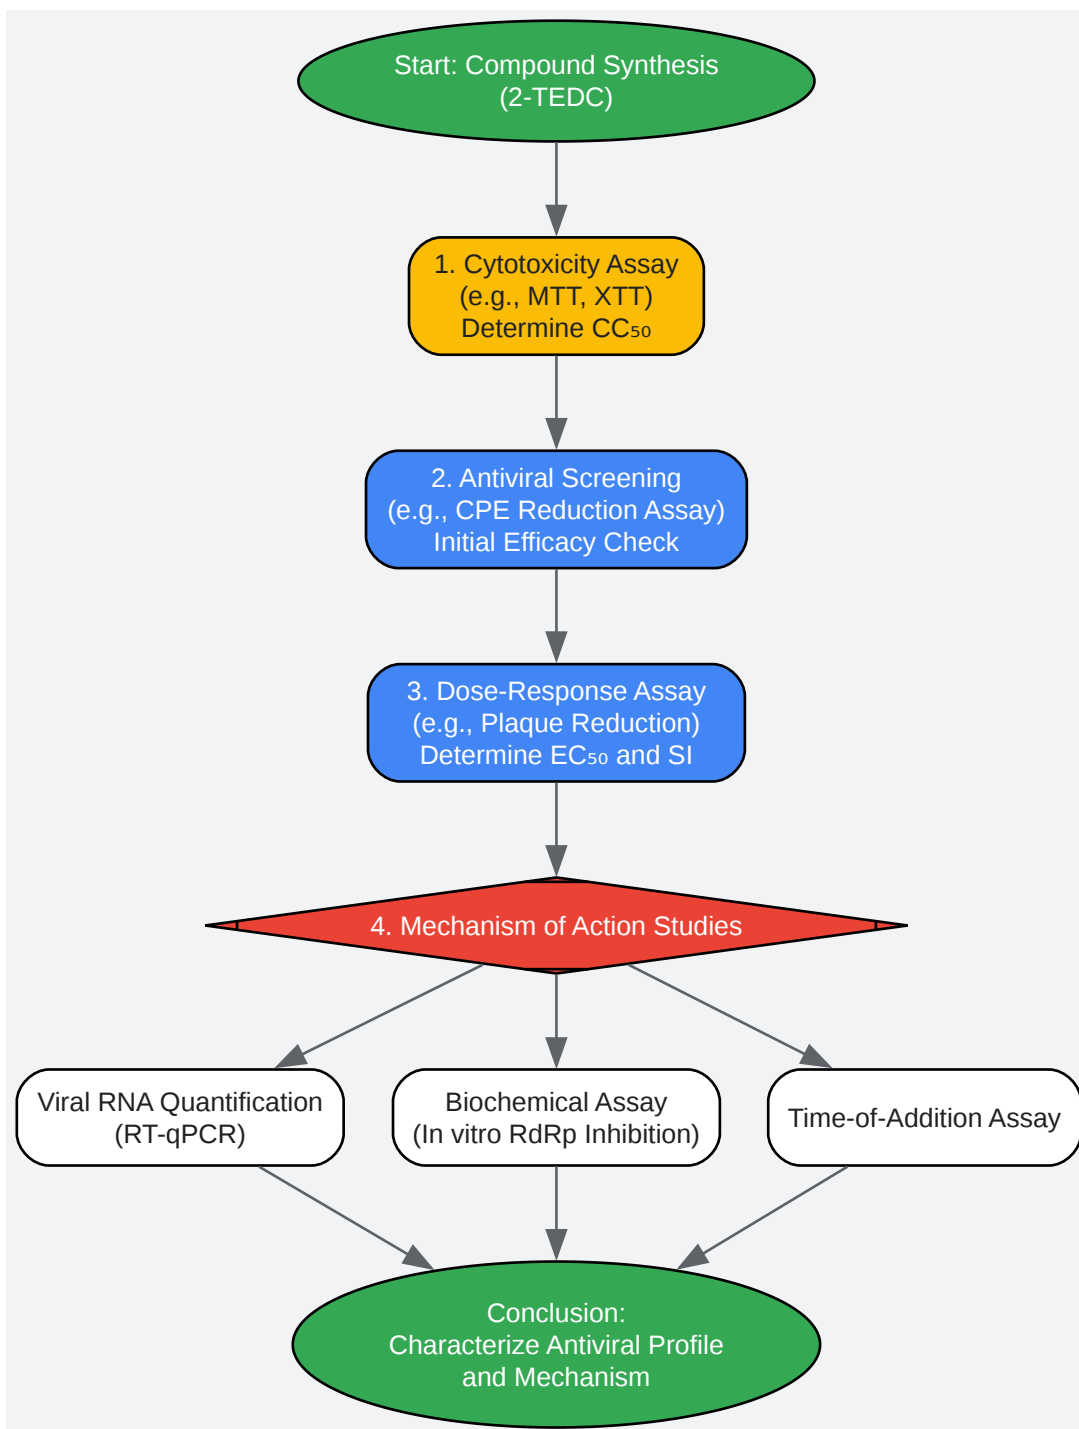 Start: Compound Synthesis
(2-TEDC)
1. Cytotoxicity Assay
(e.g., MTT, XTT)
Determine CC₅₀
2. Antiviral Screening
(e.g., CPE Reduction Assay)
Initial Efficacy Check
3. Dose-Response Assay
(e.g., Plaque Reduction)
Determine EC₅₀ and SI
4. Mechanism of Action Studies
Viral RNA Quantification
(RT-qPCR)
Biochemical Assay
(In vitro RdRp Inhibition)
Time-of-Addition Assay
Conclusion:
Characterize Antiviral Profile
and Mechanism